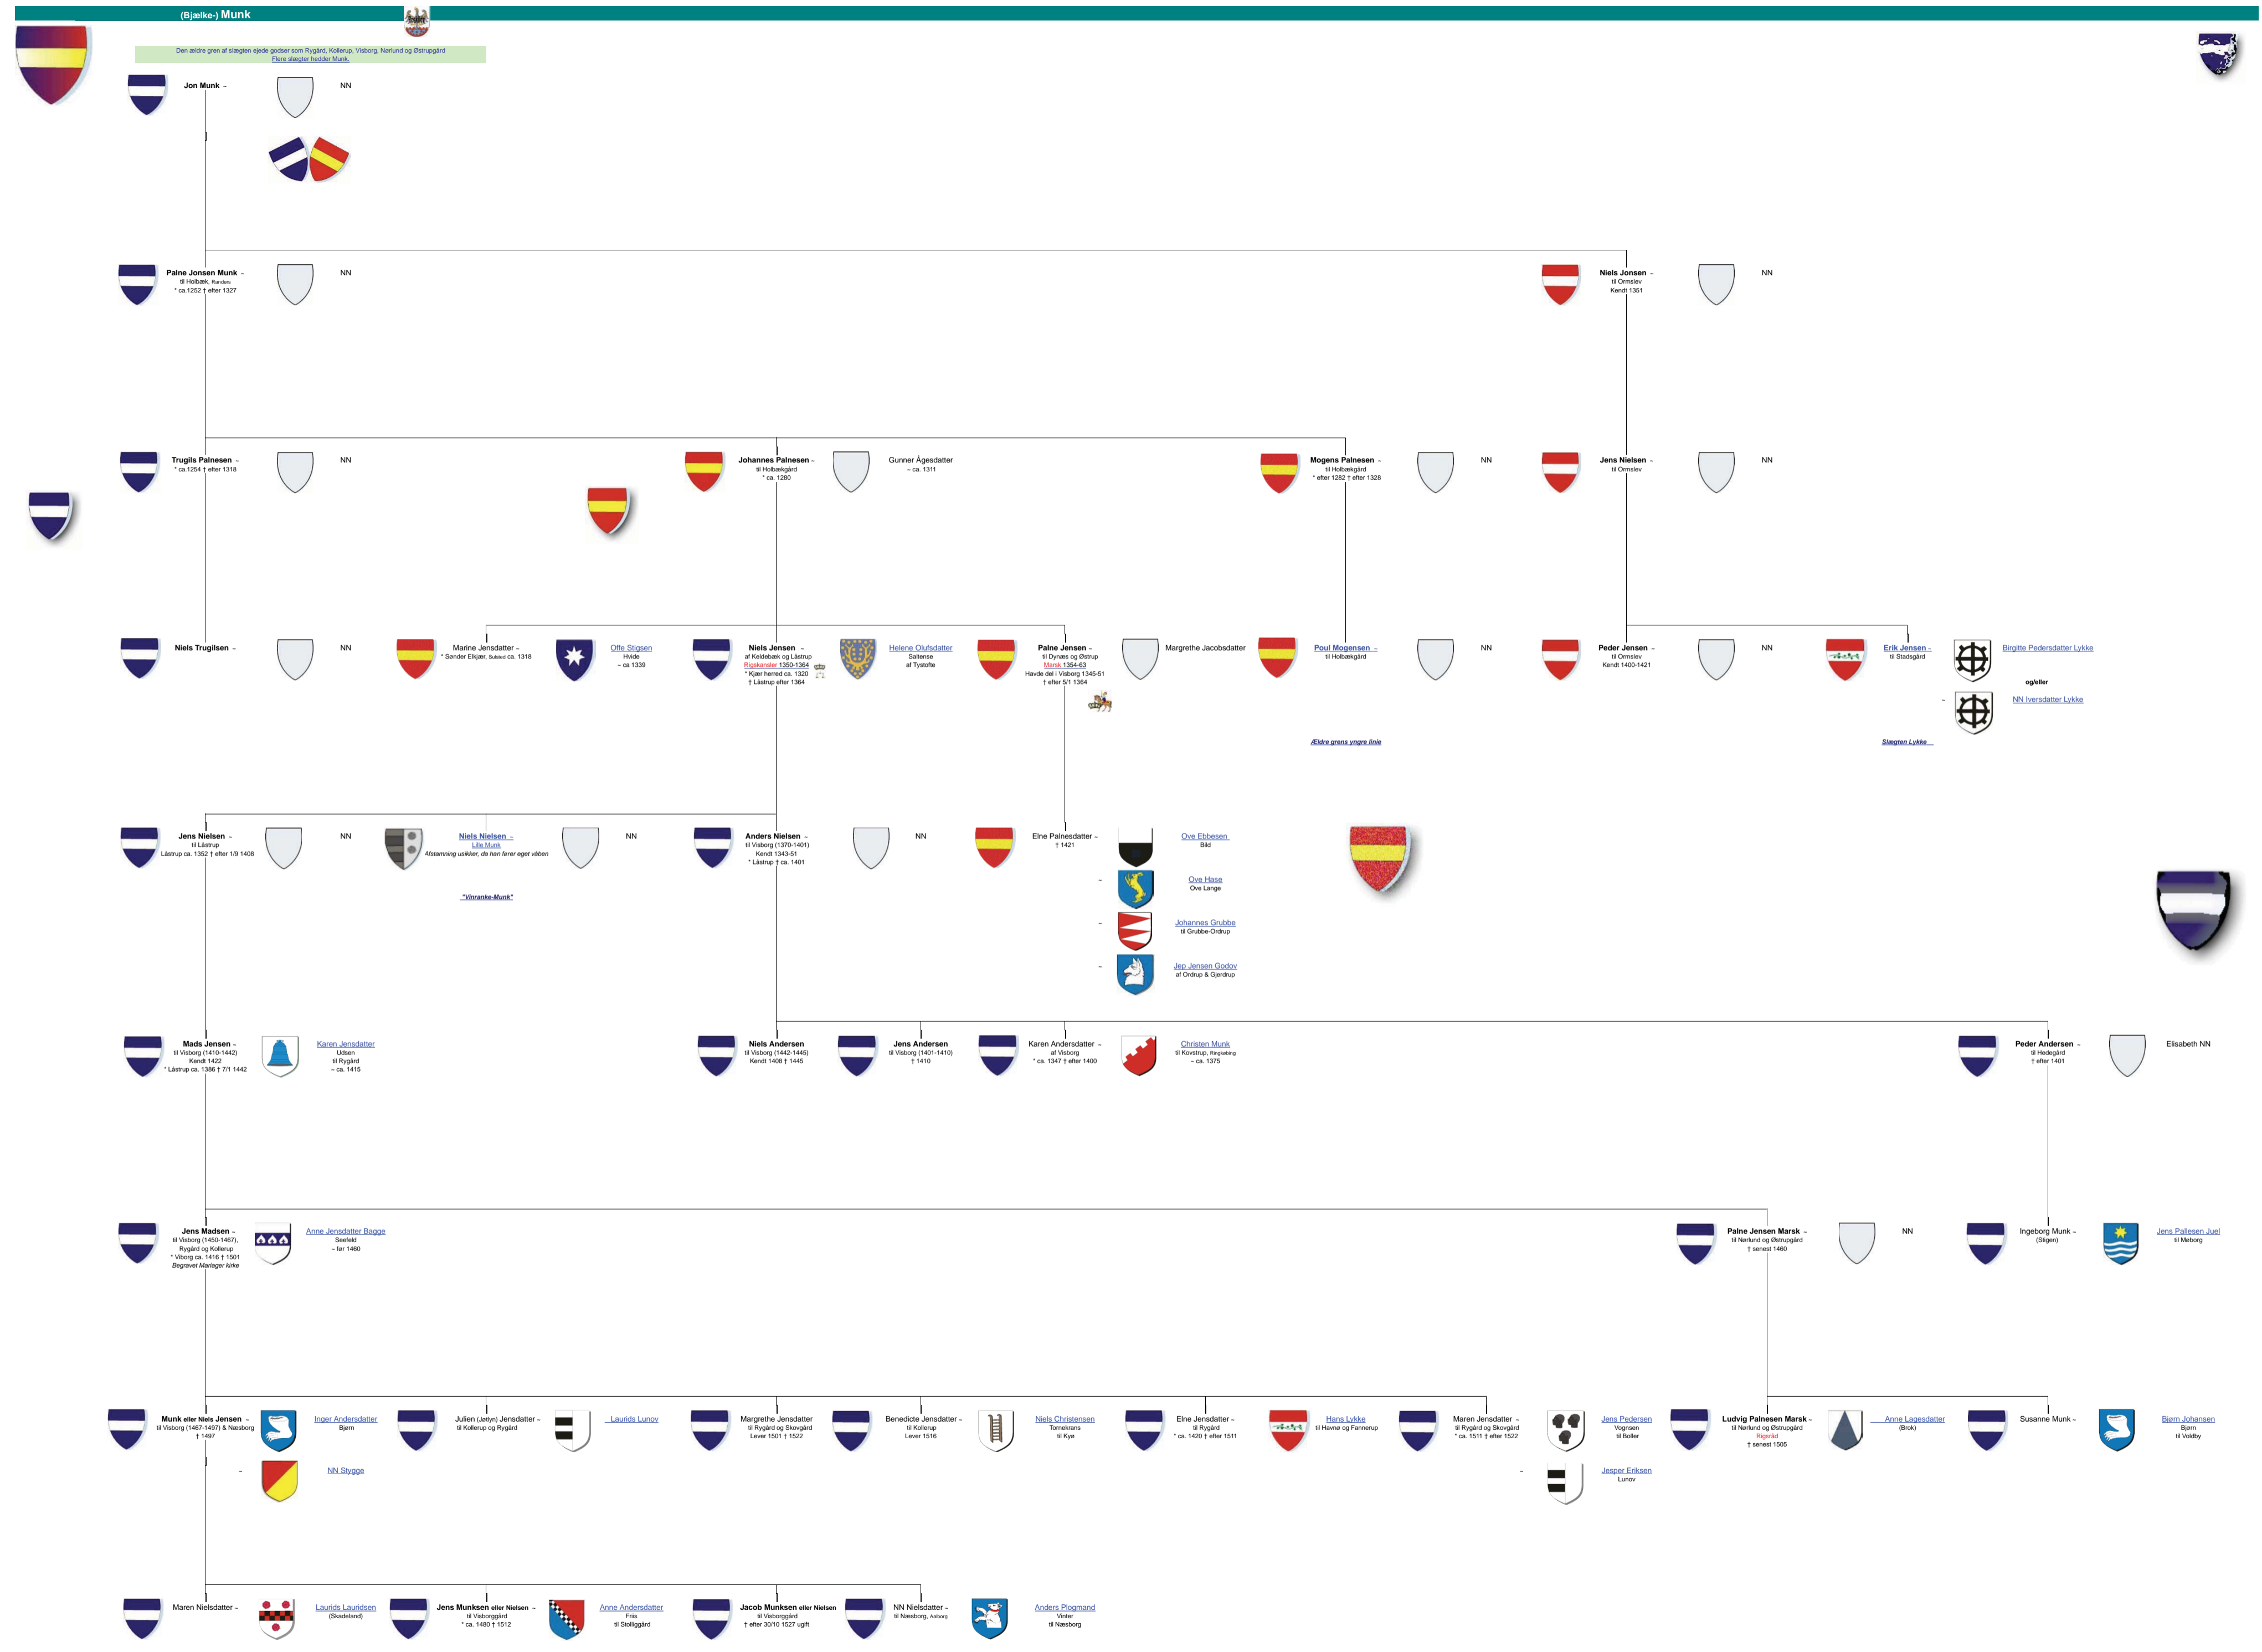 (Bjælke-) Munk
Den ældre gren af slægten ejede godser som Rygård, Kollerup, Visborg, Nørlund og Østrupgård
Flere slægter hedder Munk.
Jon Munk ~
NN
Palne Jonsen Munk ~
til Holbæk, Randers
* ca.1252 † efter 1327
NN
Niels Jonsen ~
til Ormslev
Kendt 1351
NN
Trugils Palnesen ~
* ca.1254 † efter 1318
NN
Johannes Palnesen ~
til Holbækgård
* ca. 1280
Gunner Ågesdatter
~ ca. 1311
Mogens Palnesen ~
til Holbækgård
* efter 1282 † efter 1328
NN
Jens Nielsen ~
til Ormslev
NN
Niels Trugilsen ~
NN
Marine Jensdatter ~
* Sønder Elkjær, Sulsted ca. 1318
Offe Stigsen
Hvide
~ ca 1339
Niels Jensen ~
af Keldebæk og Låstrup
Rigskansler 1350-1364
* Kjær herred ca. 1320
† Låstrup efter 1364
Helene Olufsdatter
Saltense
af Tystofte
Palne Jensen ~
til Dynæs og Østrup
Marsk 1354-63
Havde del i Visborg 1345-51
† efter 5/1 1364
Margrethe Jacobsdatter
Poul Mogensen ~
til Holbækgård
NN
Peder Jensen ~
til Ormslev
Kendt 1400-1421
NN
Erik Jensen ~
til Stadsgård
Birgitte Pedersdatter Lykke
og/eller
~
NN Iversdatter Lykke
Ældre grens yngre linie
Slægten Lykke
Jens Nielsen ~
til Låstrup
Låstrup ca. 1352 † efter 1/9 1408
NN
Niels Nielsen ~
Lille Munk
Afstamning usikker, da han fører eget våben
NN
Anders Nielsen ~
til Visborg (1370-1401)
Kendt 1343-51
* Låstrup † ca. 1401
NN
Elne Palnesdatter ~
† 1421
Ove Ebbesen
Bild
~
Ove Hase
Ove Lange
~
Johannes Grubbe
til Grubbe-Ordrup
~
Jep Jensen Godov
af Ordrup & Gjerdrup
"Vinranke-Munk"
Mads Jensen ~
til Visborg (1410-1442)
Kendt 1422
* Låstrup ca. 1386 † 7/1 1442
Karen Jensdatter
Udsen
til Rygård
~ ca. 1415
Niels Andersen
til Visborg (1442-1445)
Kendt 1408 † 1445
Jens Andersen
til Visborg (1401-1410)
† 1410
Karen Andersdatter ~
af Visborg
* ca. 1347 † efter 1400
Christen Munk
til Kovstrup, Ringkøbing
~ ca. 1375
Peder Andersen ~
til Hedegård
† efter 1401
Elisabeth NN
Jens Madsen ~
til Visborg (1450-1467),
Rygård og Kollerup
* Viborg ca. 1416 † 1501
Begravet Mariager kirke
Anne Jensdatter Bagge
Seefeld
~ før 1460
Palne Jensen Marsk ~
til Nørlund og Østrupgård
† senest 1460
NN
Ingeborg Munk ~
(Stigen)
Jens Pallesen Juel
til Møborg
Munk eller Niels Jensen ~
til Visborg (1467-1497) & Næsborg
† 1497
Inger Andersdatter
Bjørn
~
NN Stygge
Julien (Jætlyn) Jensdatter ~
til Kollerup og Rygård
Laurids Lunov
Margrethe Jensdatter
til Rygård og Skovgård
Lever 1501 † 1522
Benedicte Jensdatter ~
til Kollerup
Lever 1516
Niels Christensen
Tornekrans
til Kyø
Elne Jensdatter ~
til Rygård
* ca. 1420 † efter 1511
Hans Lykke
til Havnø og Fannerup
Maren Jensdatter ~
til Rygård til Skovgård
* ca. 1511 † efter 1522
Jens Pedersen
Vognsen
til Boller
~
Jesper Eriksen
Lunov
Ludvig Palnesen Marsk ~
til Nørlund og Østrupgård
Rigsråd
† senest 1505
Anne Lagesdatter
(Brok)
Susanne Munk ~
Bjørn Johansen
Bjørn
til Voldby
Maren Nielsdatter ~
Laurids Lauridsen
(Skadeland)
Jens Munksen eller Nielsen ~
til Visborggård
* ca. 1480 † 1512
Anne Andersdatter
Friis
til Stolliggård
Jacob Munksen eller Nielsen
til Visborggård
† efter 30/10 1527 ugift
NN Nielsdatter ~
til Næsborg, Aalborg
Anders Plogmand
Vinter
til Næsborg